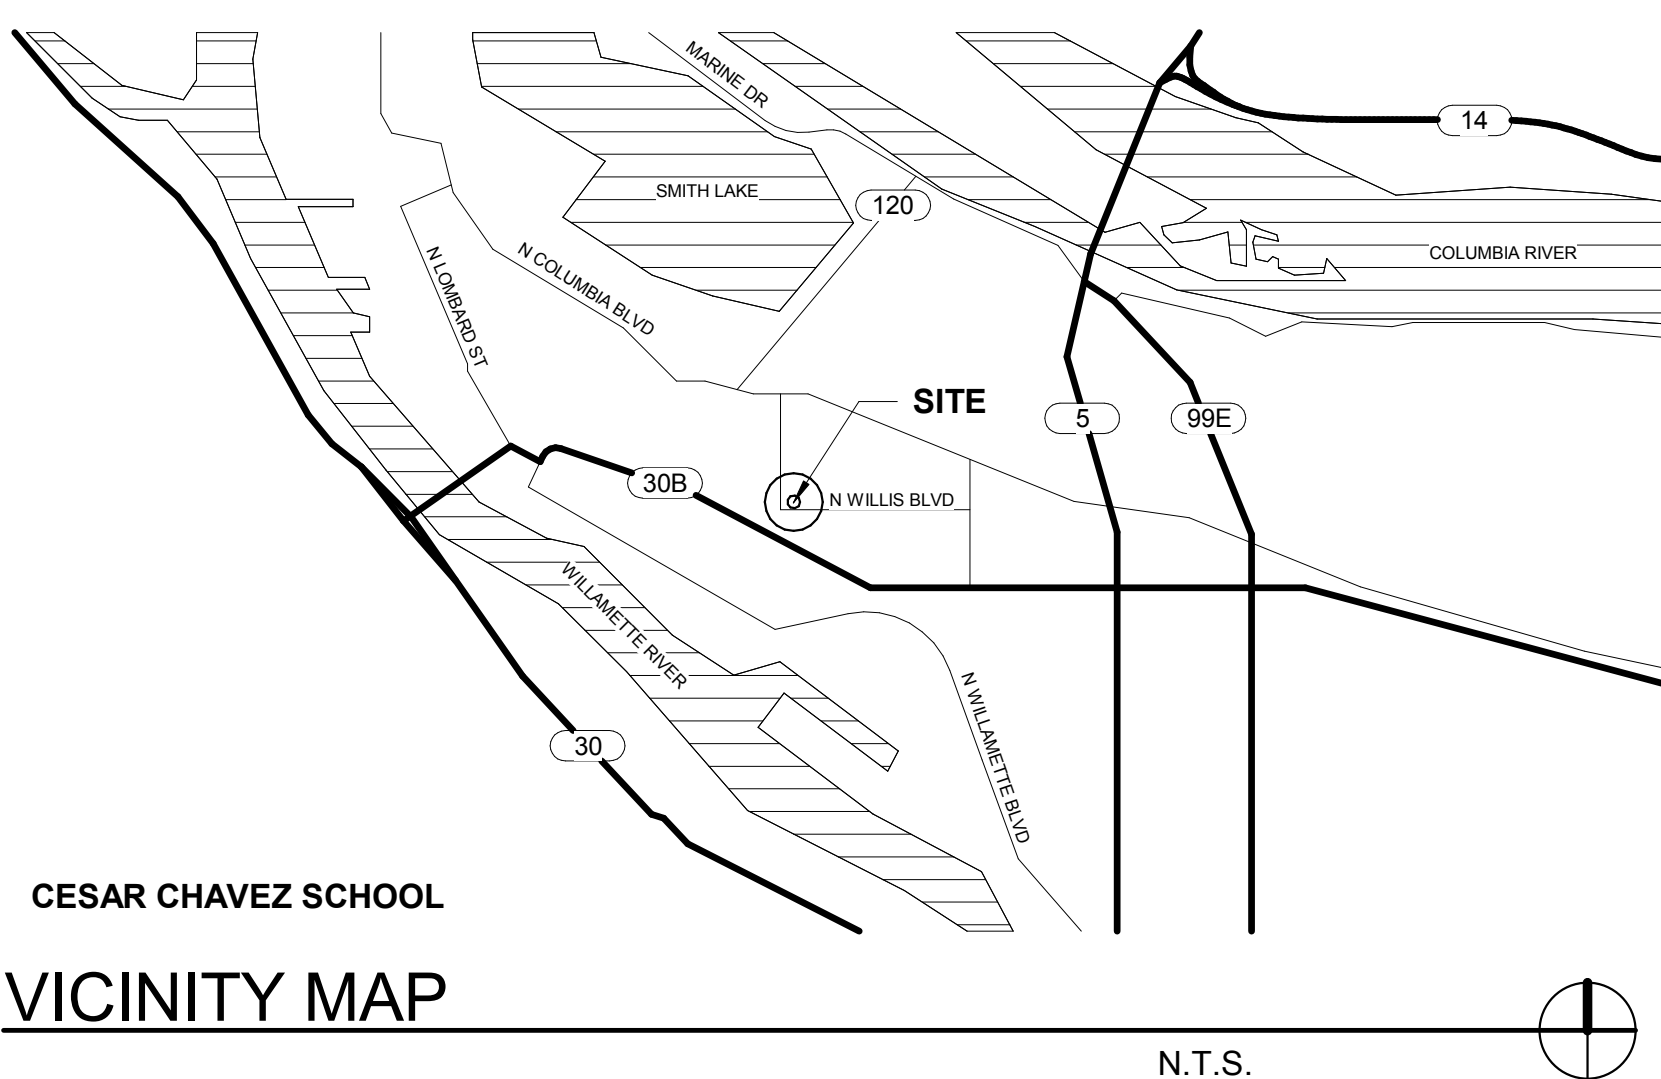 MARINE DR
14
SMITH LAKE
120
N LOMBARD ST
N COLUMBIA BLVD
COLUMBIA RIVER
SITE
5
99E
30B
N WILLIS BLVD
WILLAMETTE RIVER
N WILLAMETTE BLVD
30
CESAR CHAVEZ SCHOOL
VICINITY MAP
N.T.S.